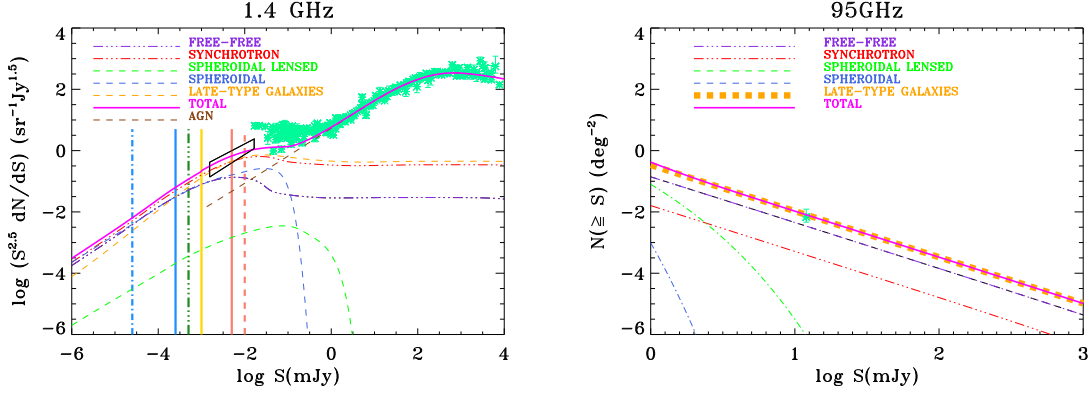 1.4 GHz
FREE-FREE
SYNCHROTRON
SPHEROIDAL LENSED
SPHEROIDAL
LATE-TYPE GALAXIES
TOTAL
AGN
log (S^2.5 dN/dS) (sr^-1 Jy^1.5)
4
2
0
-2
-4
-6
-6 -4 -2 0 2 4
log S(mJy)
95GHz
FREE-FREE
SYNCHROTRON
SPHEROIDAL LENSED
SPHEROIDAL
LATE-TYPE GALAXIES
TOTAL
N(≥ S) (deg^-2)
4
2
0
-2
-4
-6
0 1 2 3
log S(mJy)